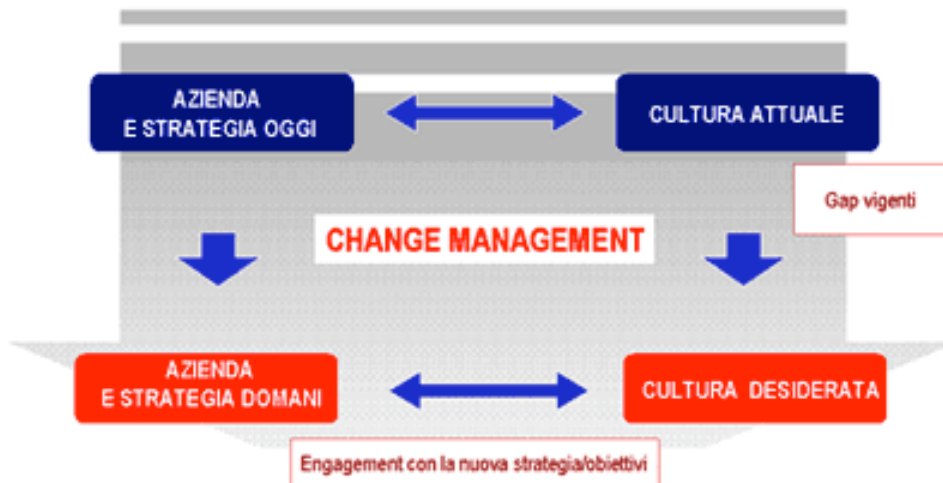 AZIENDA
E STRATEGIA OGGI
CULTURA ATTUALE
Gap vigenti
CHANGE MANAGEMENT
AZIENDA
E STRATEGIA DOMANI
CULTURA DESIDERATA
Engagement con la nuova strategia/obiettivi